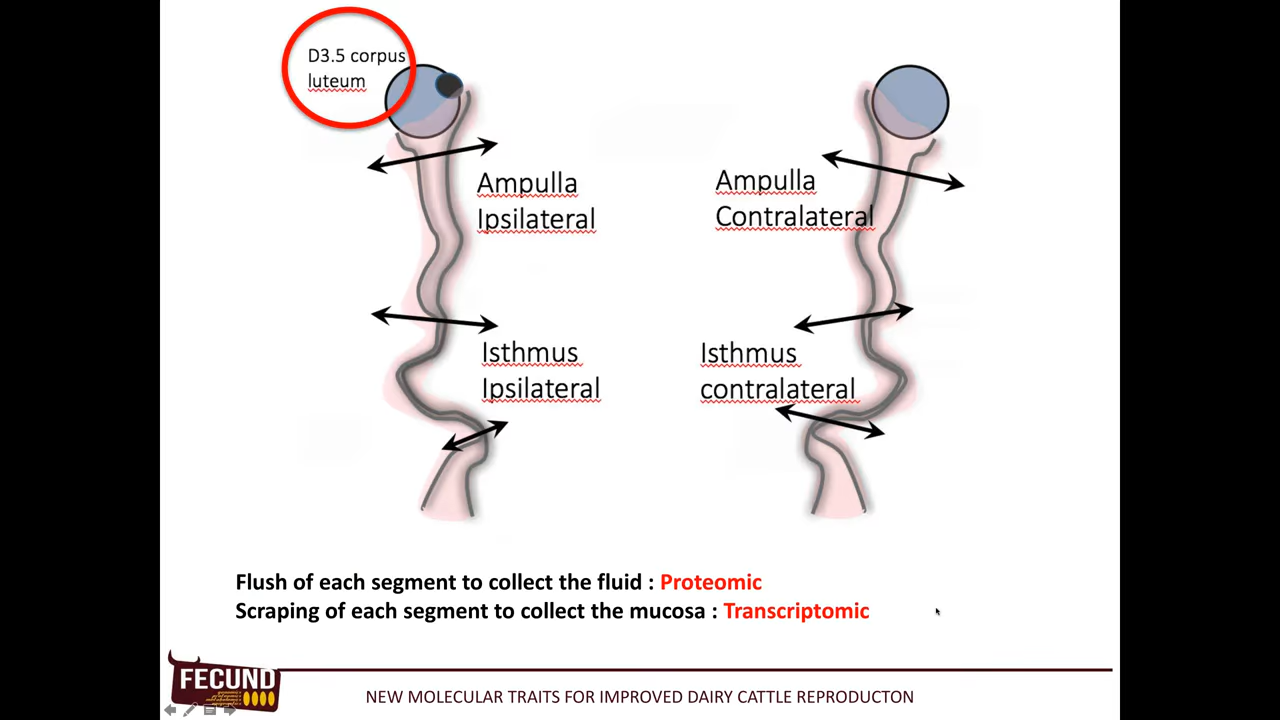 D3.5 corpus
luteum
Ampulla
Ipsilateral
Ampulla
Contralateral
Isthmus
Ipsilateral
Isthmus
contralateral
Flush of each segment to collect the fluid : Proteomic
Scraping of each segment to collect the mucosa : Transcriptomic
FECUND
NEW MOLECULAR TRAITS FOR IMPROVED DAIRY CATTLE REPRODUCTON